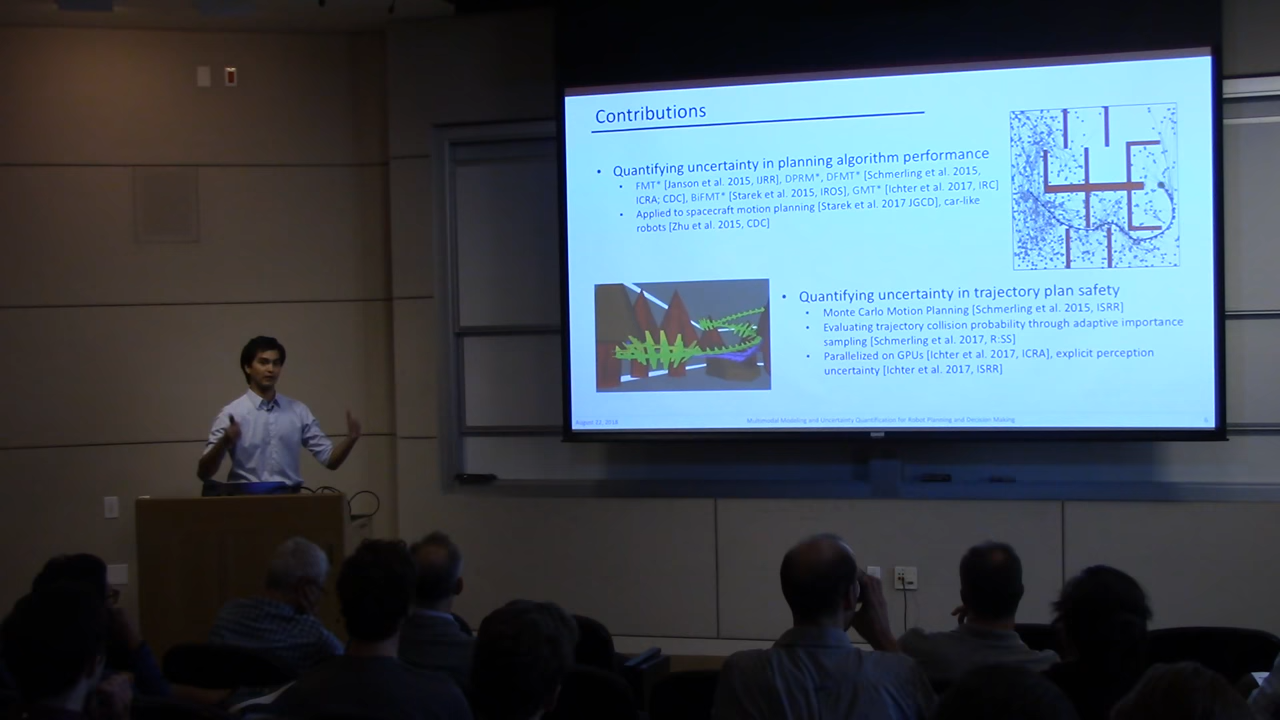 Contributions
• Quantifying uncertainty in planning algorithm performance
• FMT* [Janson et al. 2015, IJRR], DPRM*, DFMT* [Schmerling et al. 2015,
ICRA; CDC], BiFMT* [Starek et al. 2015, IROS], GMT* [Ichter et al. 2017, IRC]
• Applied to spacecraft motion planning [Starek et al. 2017 JGCD], car-like
robots [Zhu et al. 2015, CDC]
• Quantifying uncertainty in trajectory plan safety
• Monte Carlo Motion Planning [Schmerling et al. 2015, ISRR]
• Evaluating trajectory collision probability through adaptive importance
sampling [Schmerling et al. 2017, R:SS]
• Parallelized on GPUs [Ichter et al. 2017, ICRA], explicit perception
uncertainty [Ichter et al. 2017, ISRR]
August 22, 2018
Multimodal Modeling and Uncertainty Quantification for Robot Planning and Decision Making
6